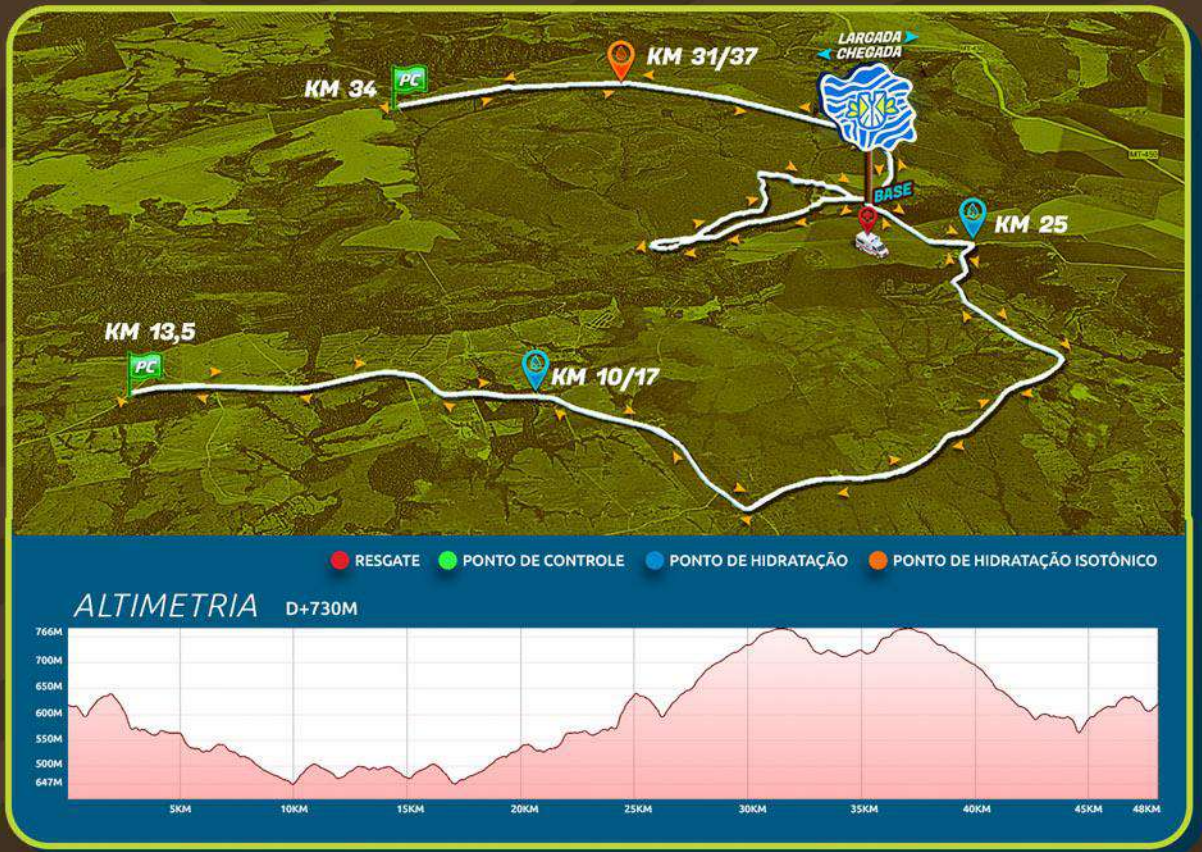 LARGADA
CHEGADA
KM 31/37
PC
KM 34
MT-450
BASE
KM 25
KM 13,5
PC
KM 10/17
RESGATE PONTO DE CONTROLE PONTO DE HIDRATAÇÃO PONTO DE HIDRATAÇÃO ISOTÔNICO
ALTIMETRIA D+730M
766M
700M
650M
600M
550M
500M
647M
5KM 10KM 15KM 20KM 25KM 30KM 35KM 40KM 45KM 48KM